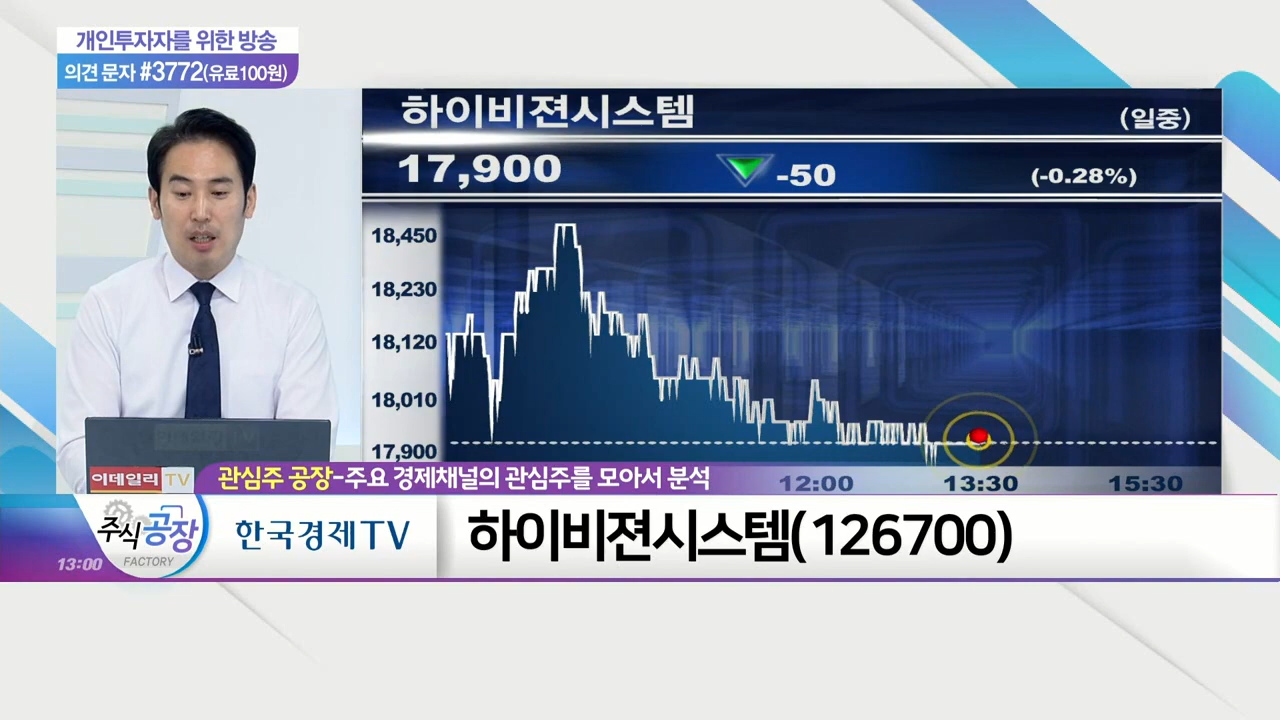 개인투자자를 위한 방송
의견 문자 #3772(유료100원)
하이비젼시스템
(일중)
17,900
-50
(-0.28%)
18,450
18,230
18,120
18,010
17,900
12:00
13:30
15:30
이데일리 TV
관심주 공장-주요 경제채널의 관심주를 모아서 분석
주식공장
FACTORY
13:00
한국경제TV
하이비젼시스템(126700)